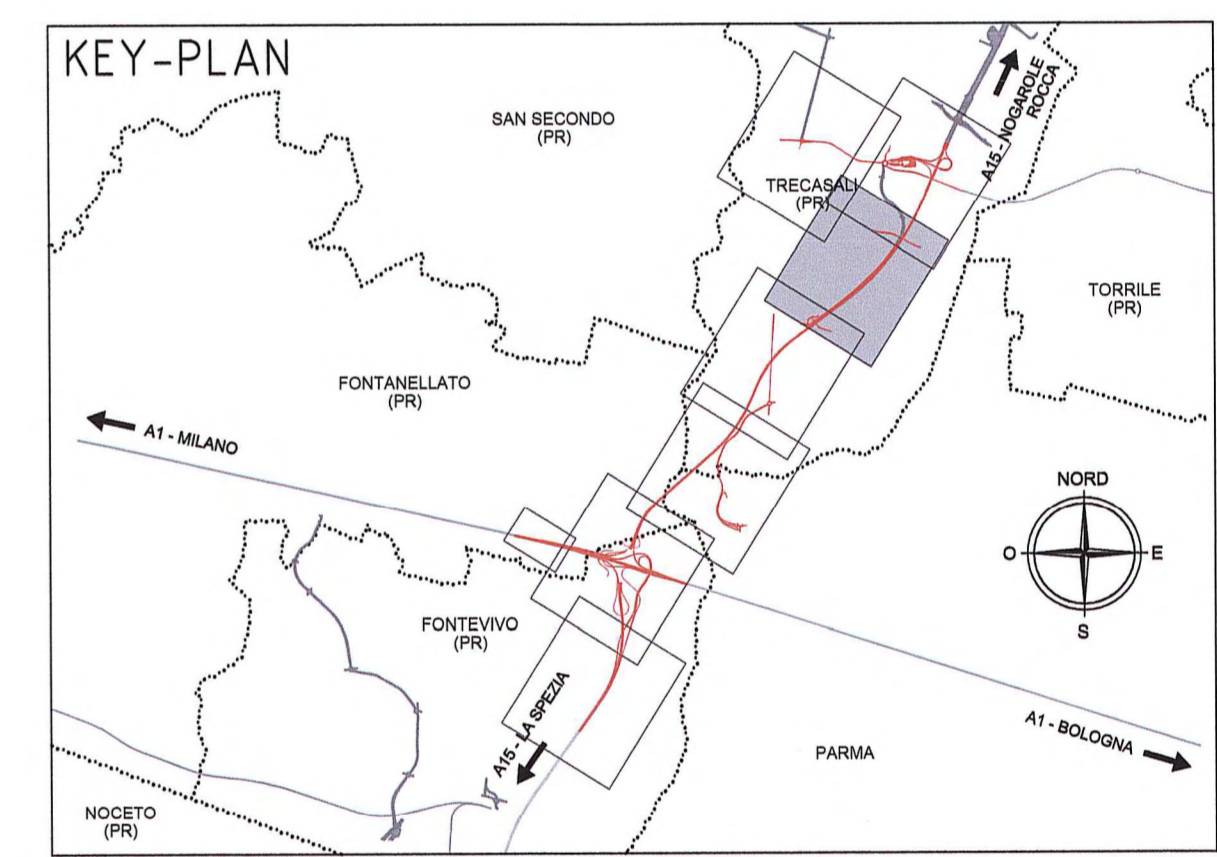 KEY-PLAN
SAN SECONDO
(PR)
A15 - NOGAROLE
ROCCA
TRECASALI
(PR)
TORRILE
(PR)
FONTANELLATO
(PR)
A1 - MILANO
NORD
O
E
S
FONTEVIVO
(PR)
A15 - LA SPEZIA
A1 - BOLOGNA
PARMA
NOCETO
(PR)